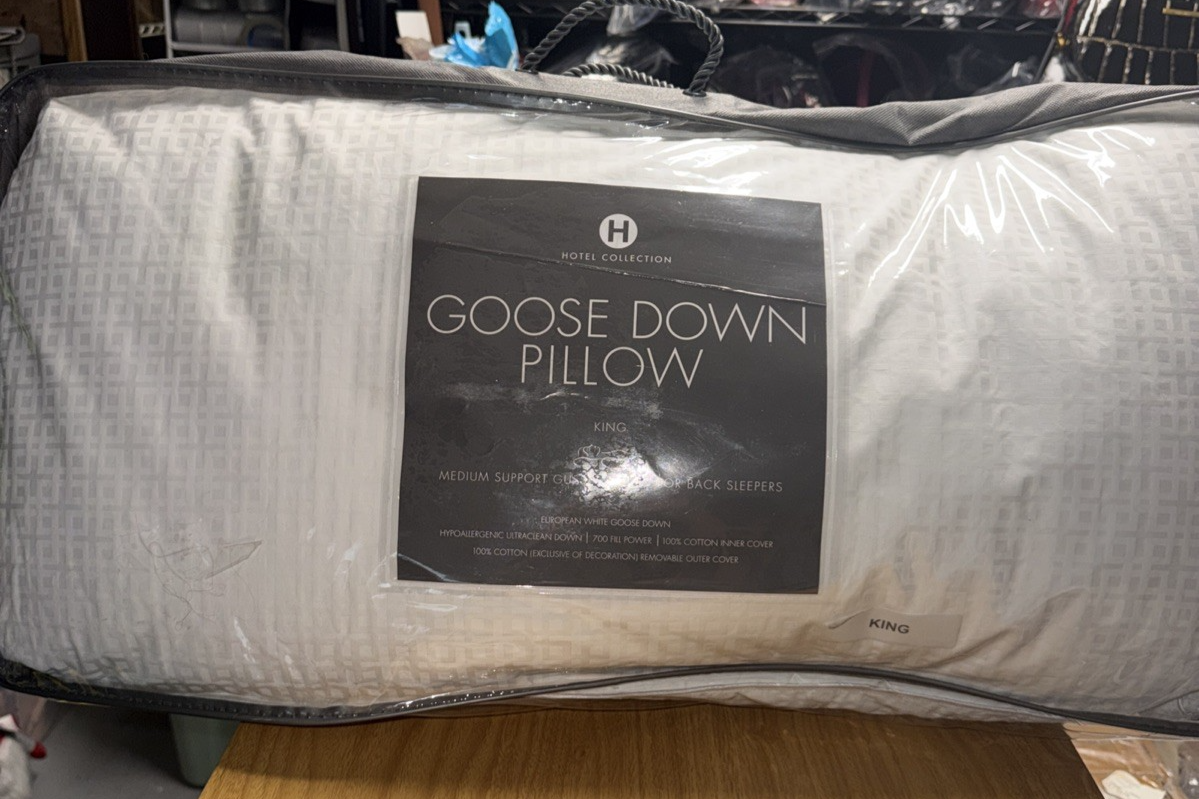 H
HOTEL COLLECTION
GOOSE DOWN
PILLOW
KING
MEDIUM SUPPORT BACK SLEEPERS
EUROPEAN WHITE GOOSE DOWN
HYPOALLERGENIC ULTRACLEAN DOWN | 700 FILL POWER | 100% COTTON INNER COVER
100% COTTON (EXCLUSIVE OF DECORATION) REMOVABLE OUTER COVER
KING